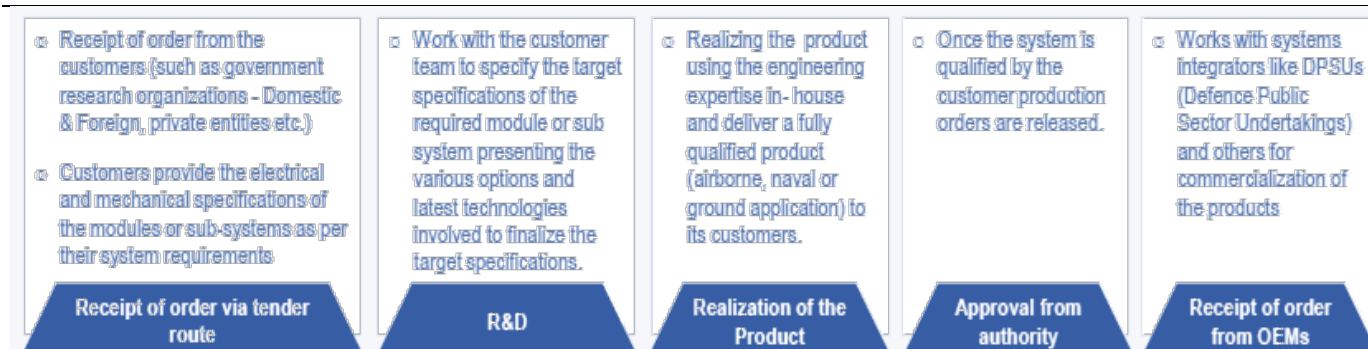 Receipt of order from the
customers (such as government
research organizations - Domestic
& Foreign, private entities etc.)
Customers provide the electrical
and mechanical specifications of
the modules or sub-systems as per
their system requirements
Receipt of order via tender
route
Work with the customer
team to specify the target
specifications of the
required module or sub
system presenting the
various options and
latest technologies
involved to finalize the
target specifications.
R&D
Realizing the product
using the engineering
expertise in- house
and deliver a fully
qualified product
(airborne, naval or
ground application) to
its customers.
Realization of the
Product
Once the system is
qualified by the
customer production
orders are released.
Approval from
authority
Works with systems
integrators like DPSUs
(Defence Public
Sector Undertakings)
and others for
commercialization of
the products
Receipt of order
from OEMs